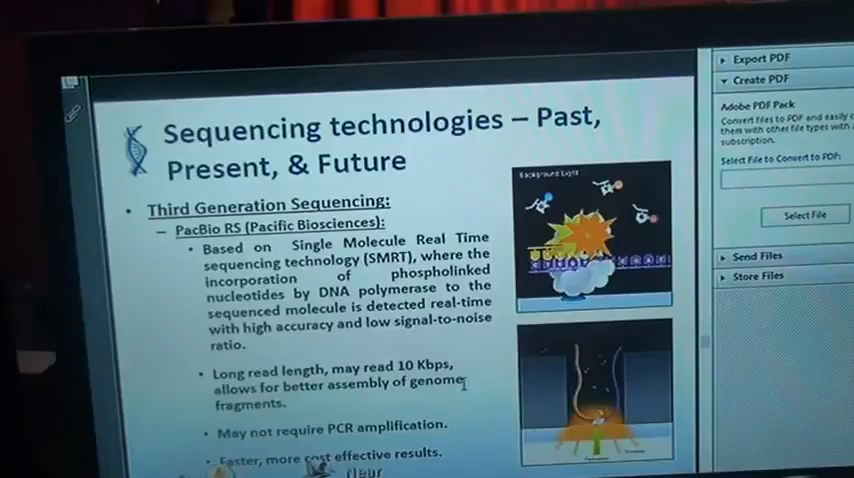 Sequencing technologies – Past,
Present, & Future
• Third Generation Sequencing:
– PacBio RS (Pacific Biosciences):
• Based on Single Molecule Real Time
sequencing technology (SMRT), where the
incorporation of phospholinked
nucleotides by DNA polymerase to the
sequenced molecule is detected real-time
with high accuracy and low signal-to-noise
ratio.
• Long read length, may read 10 Kbps,
allows for better assembly of genome
fragments.
• May not require PCR amplification.
• Faster, more cost effective results.
Background Light
Export PDF
Create PDF
Adobe PDF Pack
Convert files to PDF and easily
them with other file types with
subscription.
Select File to Convert to PDF:
Select File
Send Files
Store Files